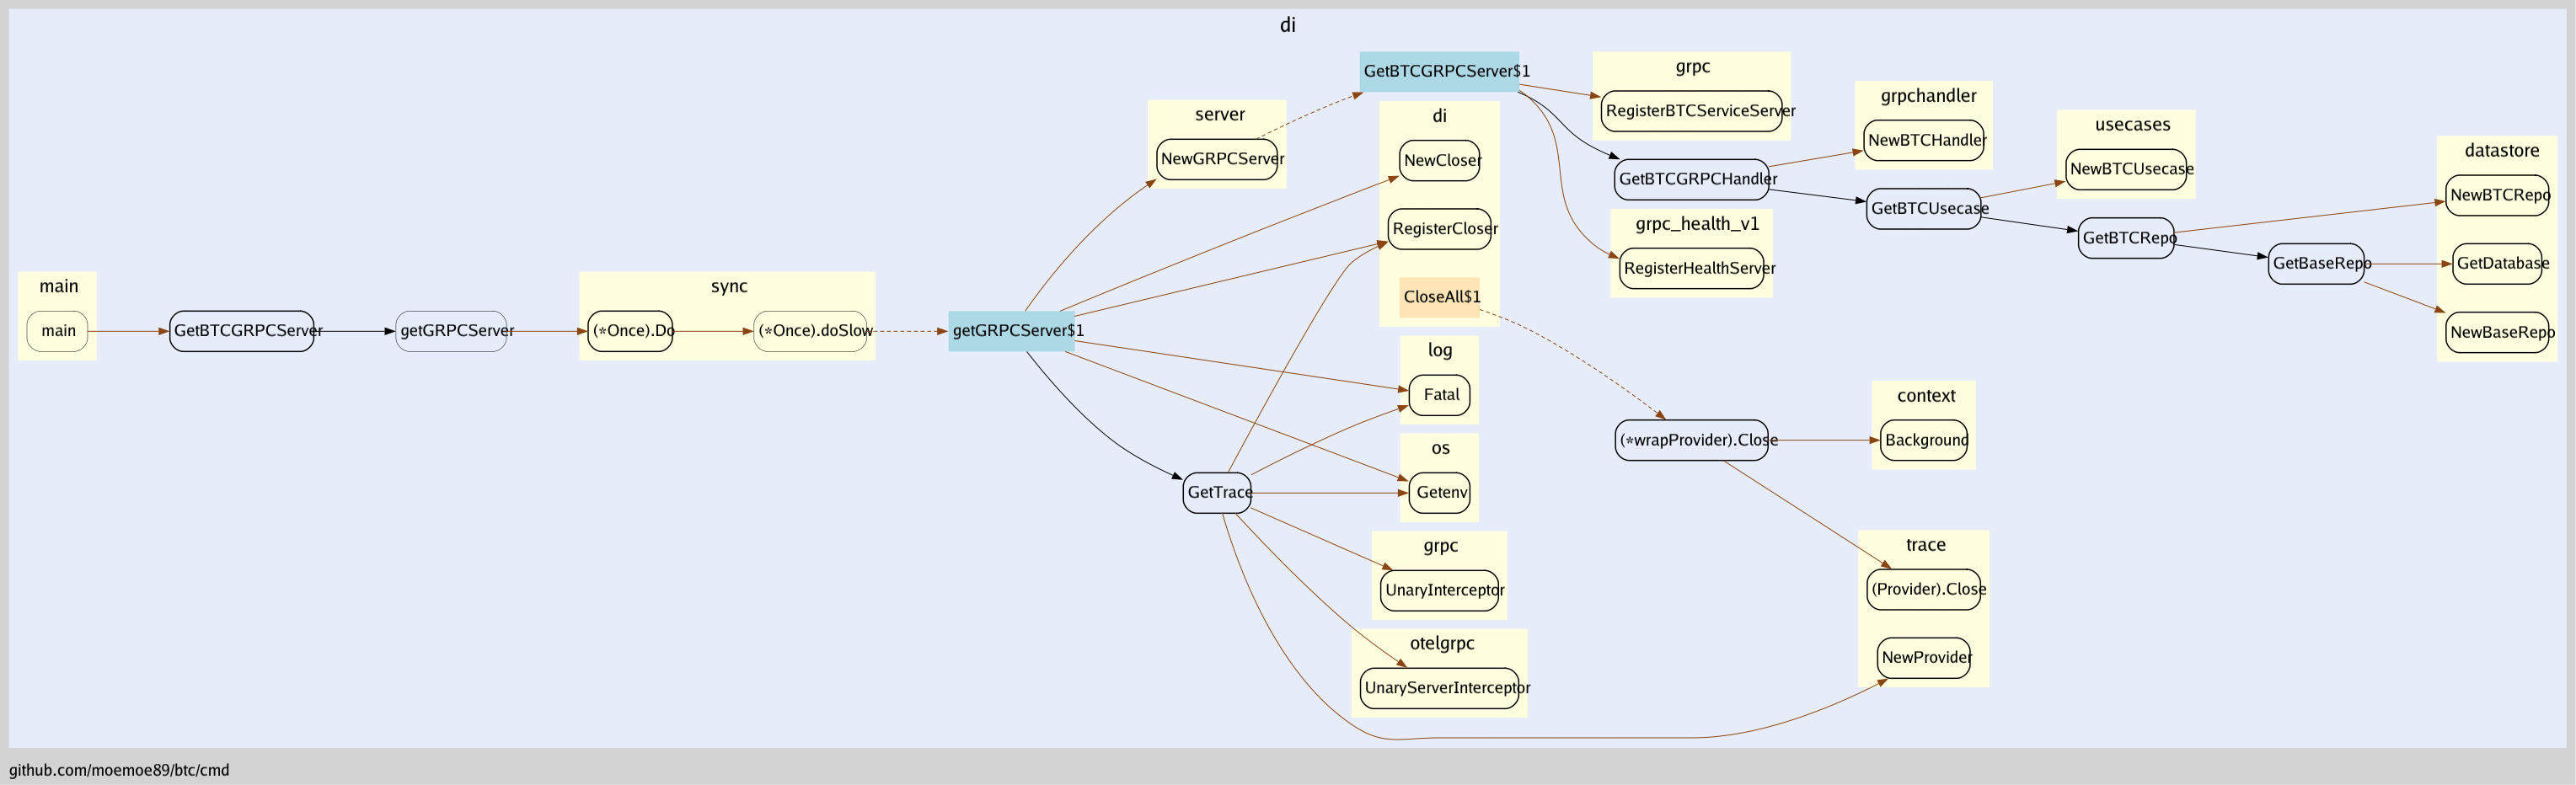 di
main
main
GetBTCGRPCServer
getGRPCServer
sync
(*Once).Do
(*Once).doSlow
getGRPCServer$1
server
NewGRPCServer
GetTrace
GetBTCGRPCServer$1
di
NewCloser
RegisterCloser
CloseAll$1
log
Fatal
os
Getenv
grpc
UnaryInterceptor
otelgrpc
UnaryServerInterceptor
grpc
RegisterBTCServiceServer
GetBTCGRPCHandler
grpc_health_v1
RegisterHealthServer
(*wrapProvider).Close
grpchandler
NewBTCHandler
GetBTCUsecase
context
Background
trace
(Provider).Close
NewProvider
usecases
NewBTCUsecase
GetBTCRepo
GetBaseRepo
datastore
NewBTCRepo
GetDatabase
NewBaseRepo
github.com/moemoe89/btc/cmd